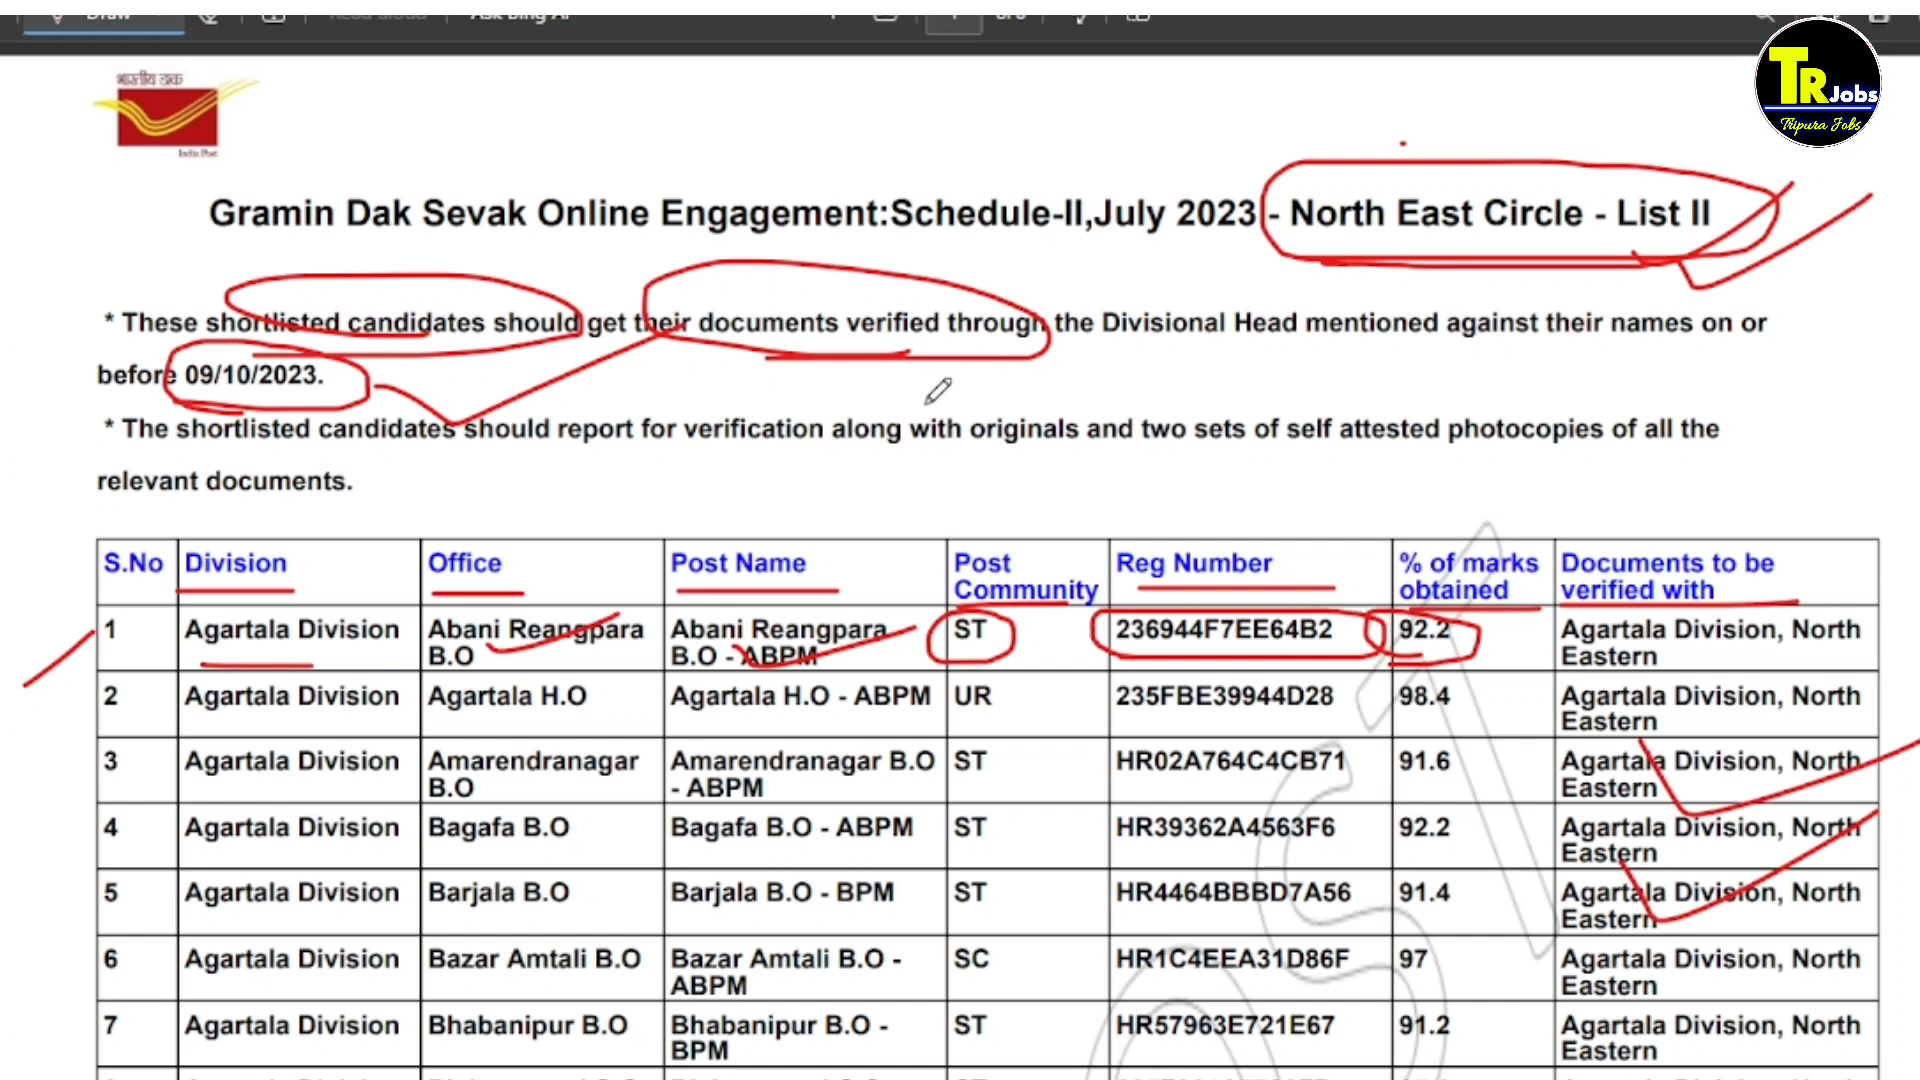 भारतीय डाक
India Post
TR Jobs
Tripura Jobs
Gramin Dak Sevak Online Engagement:Schedule-II,July 2023 - North East Circle - List II
* These shortlisted candidates should get their documents verified through the Divisional Head mentioned against their names on or
before 09/10/2023.
* The shortlisted candidates should report for verification along with originals and two sets of self attested photocopies of all the
relevant documents.
S.No Division Office Post Name Post Community Reg Number % of marks obtained Documents to be verified with
1 Agartala Division Abani Reangpara B.O Abani Reangpara B.O - ABPM ST 236944F7EE64B2 92.2 Agartala Division, North Eastern
2 Agartala Division Agartala H.O Agartala H.O - ABPM UR 235FBE39944D28 98.4 Agartala Division, North Eastern
3 Agartala Division Amarendranagar B.O Amarendranagar B.O - ABPM ST HR02A764C4CB71 91.6 Agartala Division, North Eastern
4 Agartala Division Bagafa B.O Bagafa B.O - ABPM ST HR39362A4563F6 92.2 Agartala Division, North Eastern
5 Agartala Division Barjala B.O Barjala B.O - BPM ST HR4464BBBD7A56 91.4 Agartala Division, North Eastern
6 Agartala Division Bazar Amtali B.O Bazar Amtali B.O - ABPM SC HR1C4EEA31D86F 97 Agartala Division, North Eastern
7 Agartala Division Bhabanipur B.O Bhabanipur B.O - BPM ST HR57963E721E67 91.2 Agartala Division, North Eastern